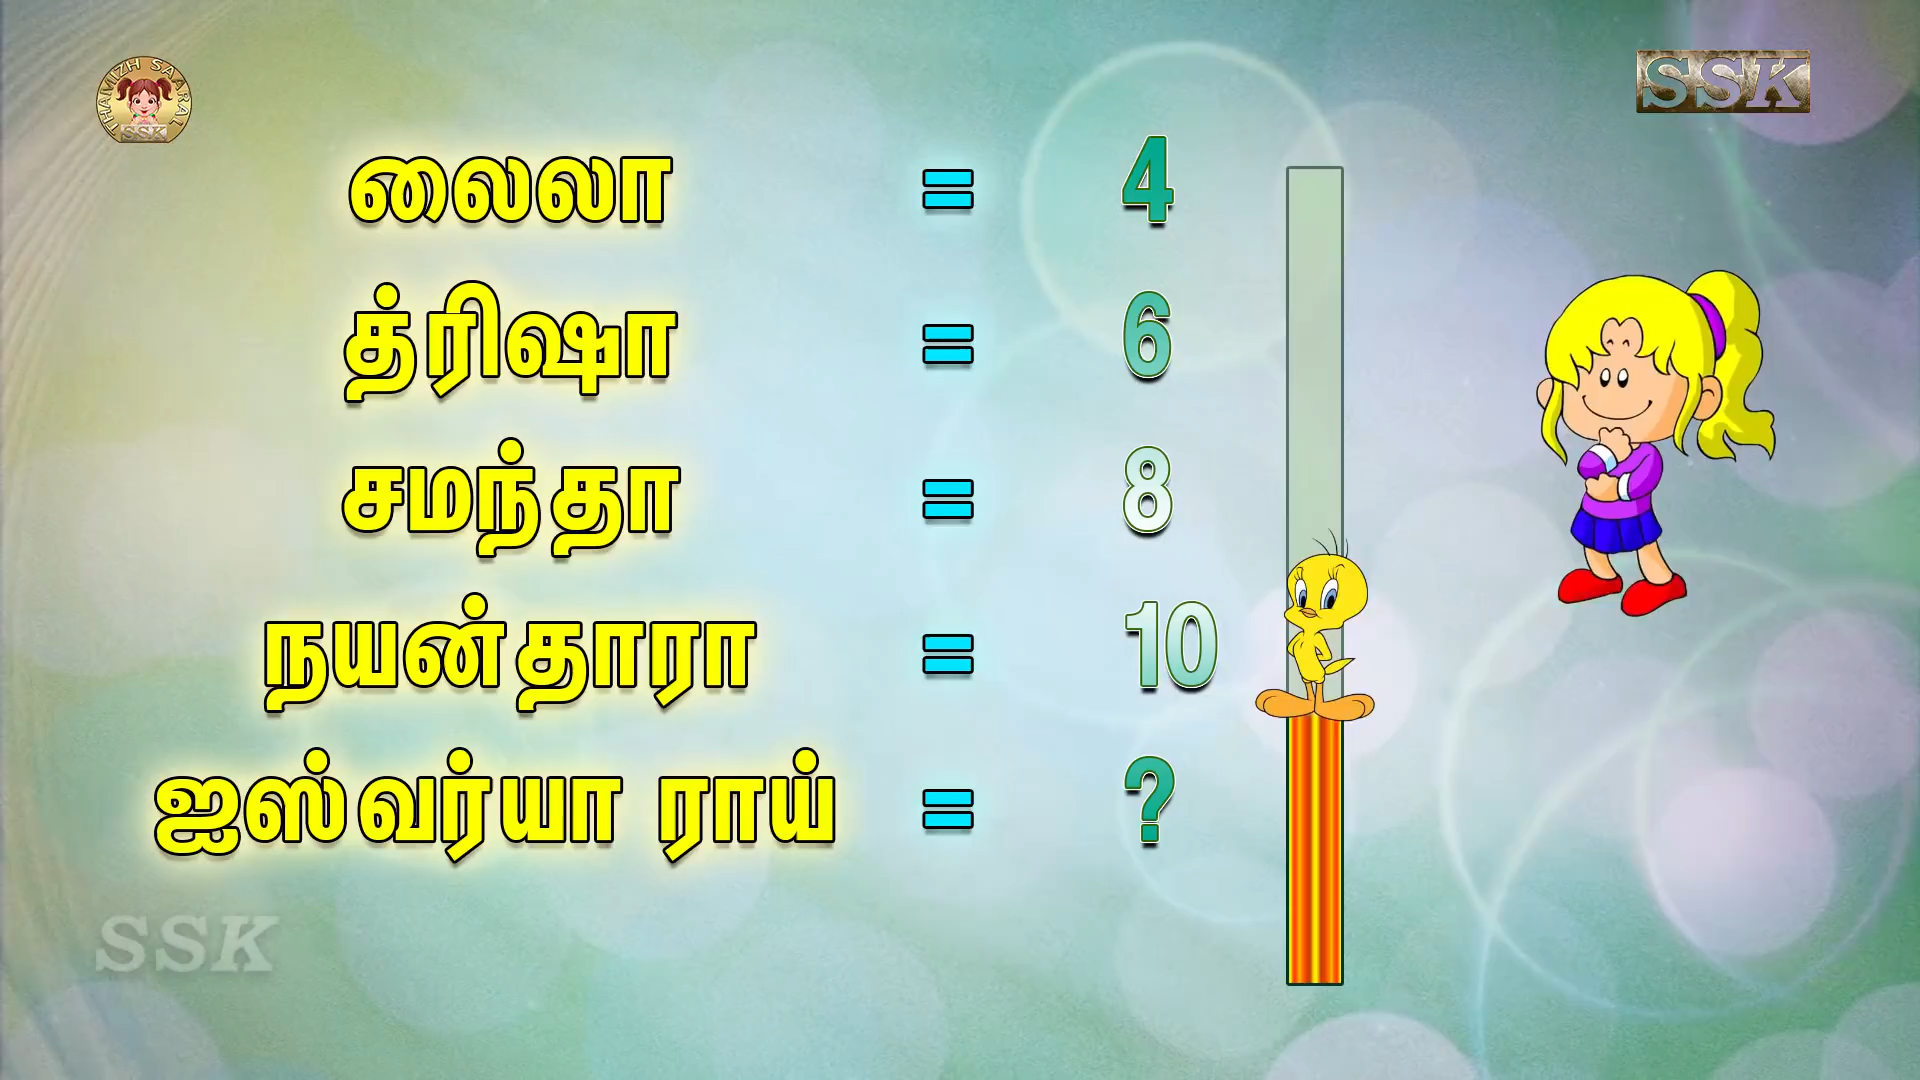 THAMIZH SAARAL
SSK
SSK
லைலா = 4
த்ரிஷா = 6
சமந்தா = 8
நயன்தாரா = 10
ஐஸ்வர்யா ராய் = ?
SSK